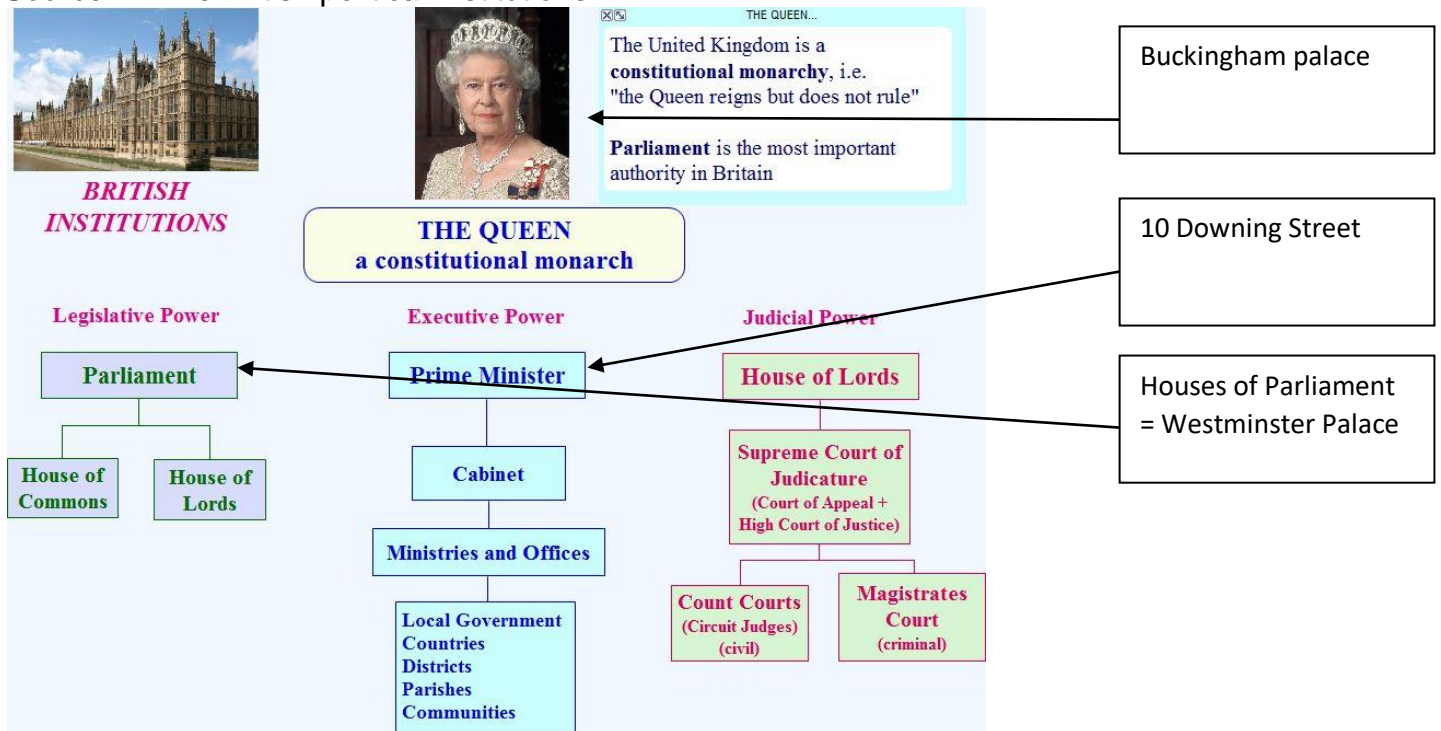 THE QUEEN...
The United Kingdom is a
constitutional monarchy, i.e.
"the Queen reigns but does not rule"
Parliament is the most important
authority in Britain
Buckingham palace
BRITISH
INSTITUTIONS
THE QUEEN
a constitutional monarch
10 Downing Street
Legislative Power
Executive Power
Judicial Power
Parliament
Prime Minister
House of Lords
Houses of Parliament
= Westminster Palace
House of
Commons
House of
Lords
Cabinet
Supreme Court of
Judicature
(Court of Appeal +
High Court of Justice)
Ministries and Offices
Count Courts
(Circuit Judges)
(civil)
Magistrates
Court
(criminal)
Local Government
Countries
Districts
Parishes
Communities